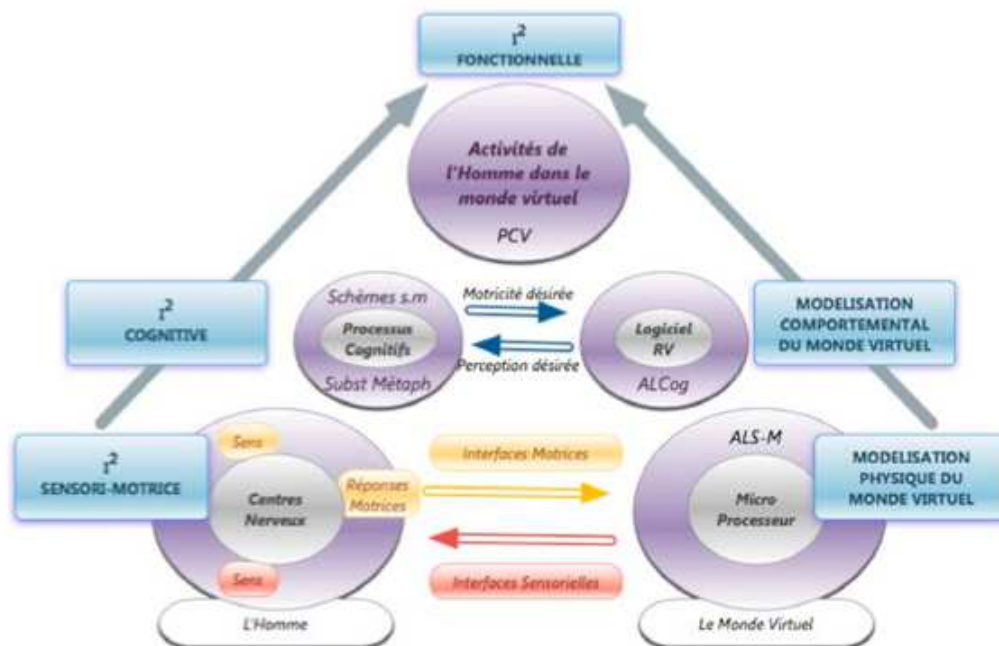 I²
FONCTIONNELLE
Activités de
l'Homme dans le
monde virtuel
PCV
I²
COGNITIVE
Schèmes s.m
Processus
Cognitifs
Subst Métaph
Motricité désirée
Perception désirée
Logiciel
RV
ALCog
MODELISATION
COMPORTEMENTAL
DU MONDE VIRTUEL
I²
SENSORI-MOTRICE
Sens
Centres
Nerveux
Réponses
Motrices
Sens
Interfaces Matrices
Interfaces Sensorielles
ALS-M
Micro
Processeur
MODELISATION
PHYSIQUE DU
MONDE VIRTUEL
L'Homme
Le Monde Virtuel